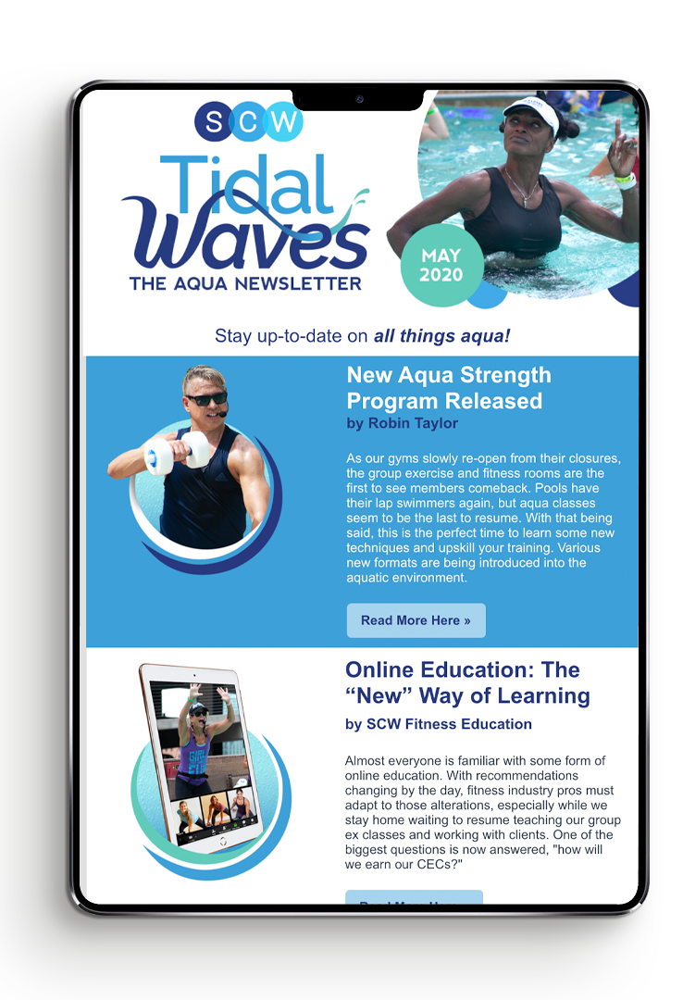 SCW
Tidal
Waves
THE AQUA NEWSLETTER
MAY
2020
Stay up-to-date on all things aqua!
New Aqua Strength
Program Released
by Robin Taylor
As our gyms slowly re-open from their closures,
the group exercise and fitness rooms are the
first to see members comeback. Pools have
their lap swimmers again, but aqua classes
seem to be the last to resume. With that being
said, this is the perfect time to learn some new
techniques and upskill your training. Various
new formats are being introduced into the
aquatic environment.
Read More Here »
Online Education: The
“New” Way of Learning
by SCW Fitness Education
Almost everyone is familiar with some form of
online education. With recommendations
changing by the day, fitness industry pros must
adapt to those alterations, especially while we
stay home waiting to resume teaching our group
ex classes and working with clients. One of the
biggest questions is now answered, "how will
we earn our CECs?"
Read More Here